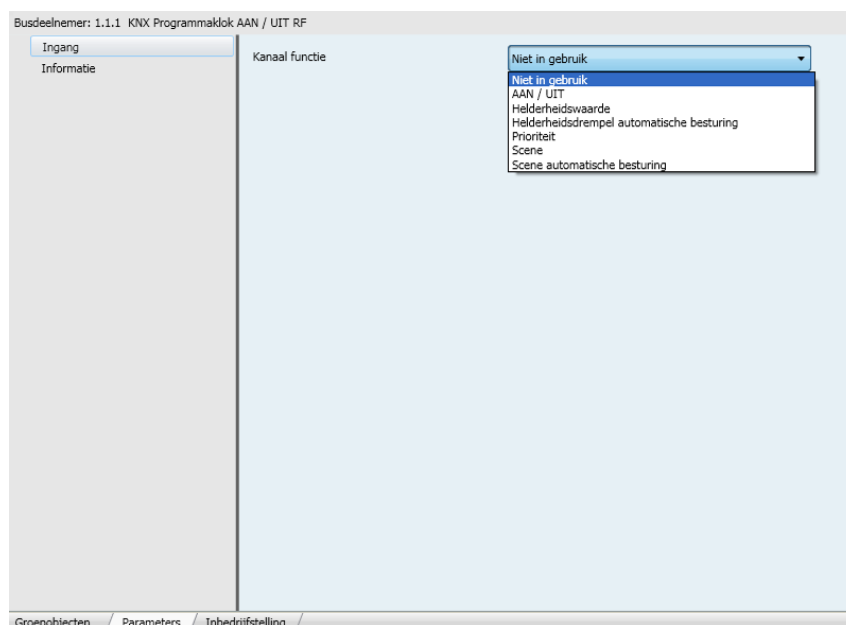 Busdeelnemer: 1.1.1 KNX Programmaklok AAN / UIT RF
Ingang
Informatie
Kanaal functie
Niet in gebruik
Niet in gebruik
AAN / UIT
Helderheidswaarde
Helderheidsdrempel automatische besturing
Prioriteit
Scene
Scene automatische besturing
Groepobjecten / Parameters / Inbedrijfstelling /